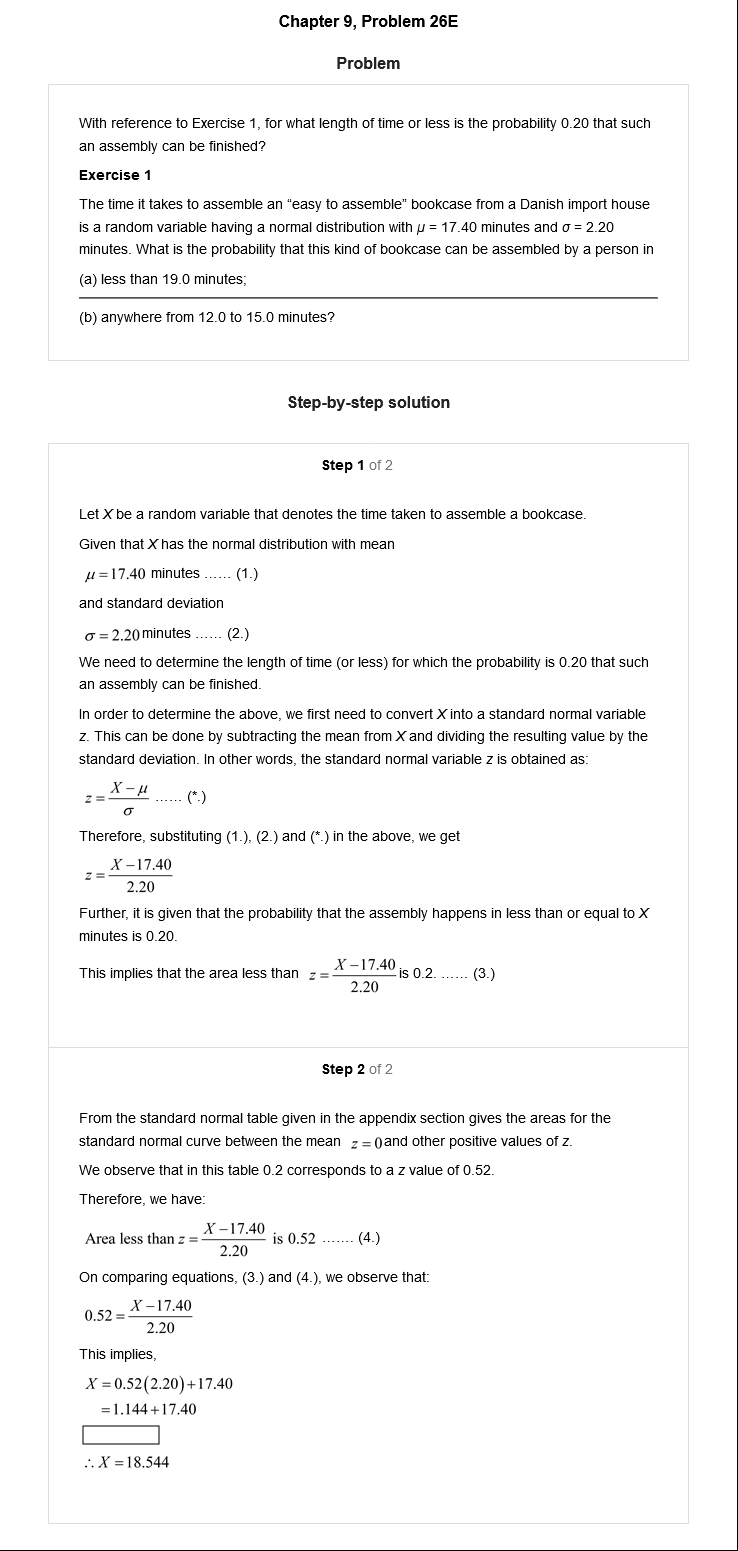 Chapter 9, Problem 26E
Problem
With reference to Exercise 1, for what length of time or less is the probability 0.20 that such
an assembly can be finished?
Exercise 1
The time it takes to assemble an “easy to assemble” bookcase from a Danish import house
is a random variable having a normal distribution with μ = 17.40 minutes and σ = 2.20
minutes. What is the probability that this kind of bookcase can be assembled by a person in
(a) less than 19.0 minutes;
(b) anywhere from 12.0 to 15.0 minutes?
Step-by-step solution
Step 1 of 2
Let X be a random variable that denotes the time taken to assemble a bookcase.
Given that X has the normal distribution with mean
μ = 17.40 minutes ...... (1.)
and standard deviation
σ = 2.20 minutes ...... (2.)
We need to determine the length of time (or less) for which the probability is 0.20 that such
an assembly can be finished.
In order to determine the above, we first need to convert X into a standard normal variable
z. This can be done by subtracting the mean from X and dividing the resulting value by the
standard deviation. In other words, the standard normal variable z is obtained as:
z = (X − μ)/σ ...... (*.)
Therefore, substituting (1.), (2.) and (*.) in the above, we get
z = (X − 17.40)/2.20
Further, it is given that the probability that the assembly happens in less than or equal to X
minutes is 0.20.
This implies that the area less than z = (X − 17.40)/2.20 is 0.2. ...... (3.)
Step 2 of 2
From the standard normal table given in the appendix section gives the areas for the
standard normal curve between the mean z = 0 and other positive values of z.
We observe that in this table 0.2 corresponds to a z value of 0.52.
Therefore, we have:
Area less than z = (X − 17.40)/2.20 is 0.52 ....... (4.)
On comparing equations, (3.) and (4.), we observe that:
0.52 = (X − 17.40)/2.20
This implies,
X = 0.52(2.20) + 17.40
= 1.144 + 17.40
∴ X = 18.544